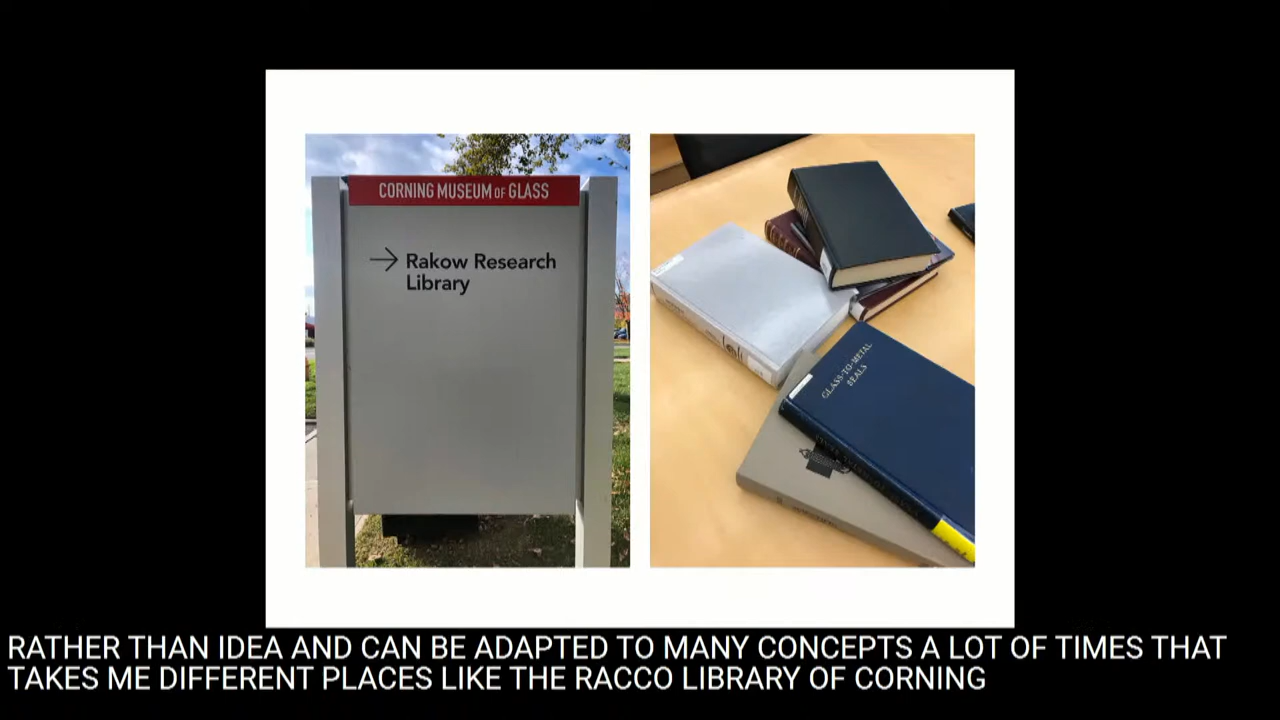 CORNING MUSEUM OF GLASS
→ Rakow Research
Library
GLASS-TO-METAL
SEALS
RATHER THAN IDEA AND CAN BE ADAPTED TO MANY CONCEPTS A LOT OF TIMES THAT
TAKES ME DIFFERENT PLACES LIKE THE RACCO LIBRARY OF CORNING